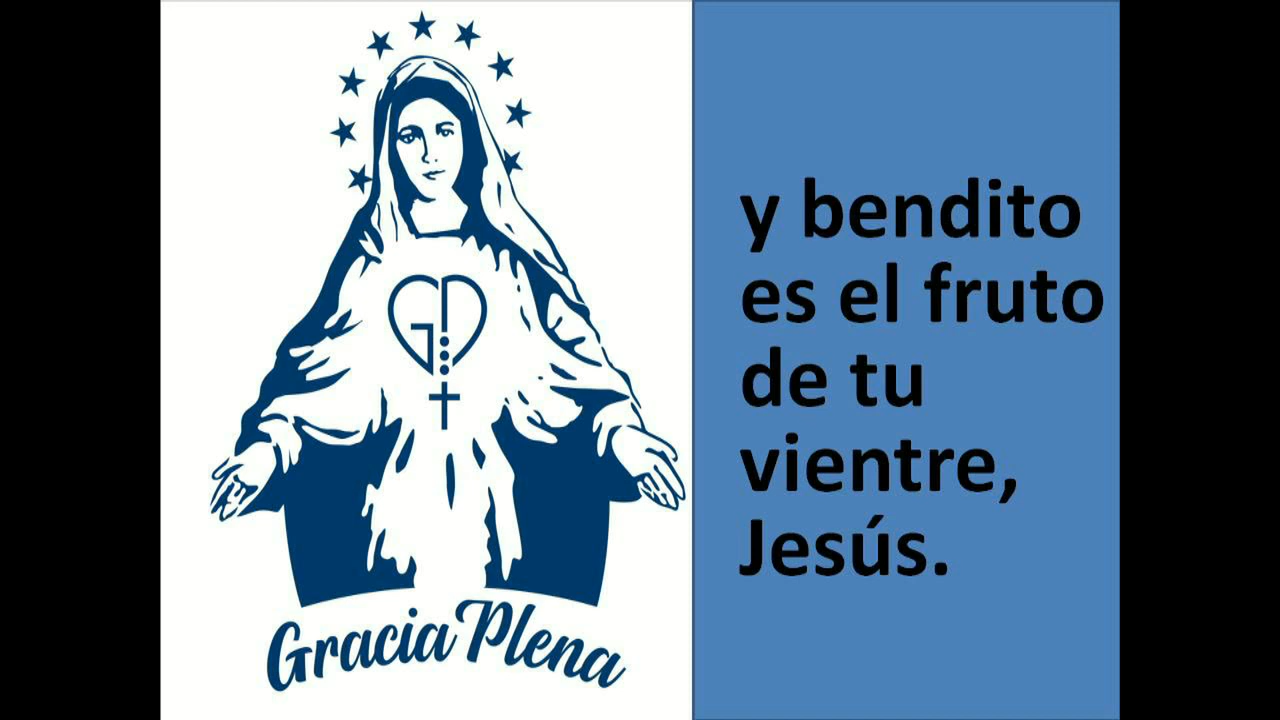 Gracia Plena
y bendito
es el fruto
de tu
vientre,
Jesús.